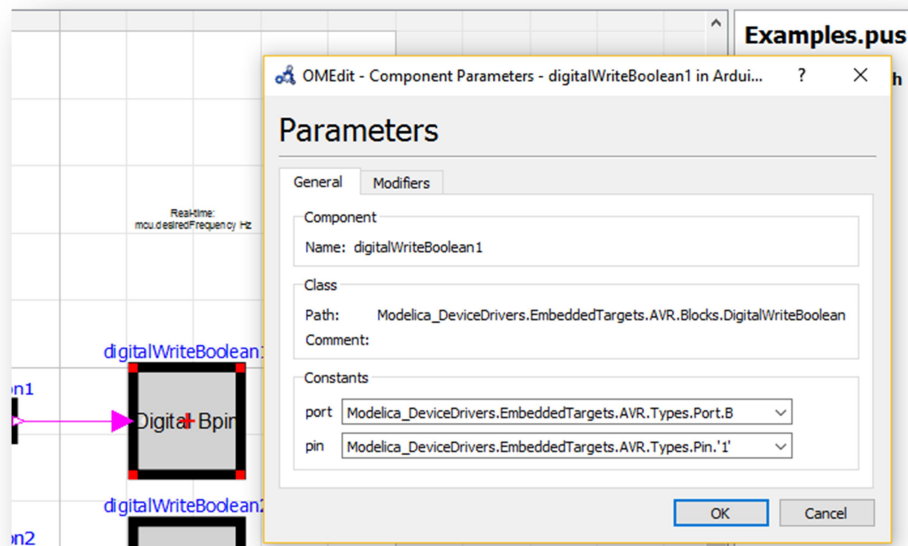 Examples.pus
h
OMEdit - Component Parameters - digitalWriteBoolean1 in Ardui... ?
Parameters
General Modifiers
Component
Name: digitalWriteBoolean1
Class
Path: Modelica_DeviceDrivers.EmbeddedTargets.AVR.Blocks.DigitalWriteBoolean
Comment:
Constants
port Modelica_DeviceDrivers.EmbeddedTargets.AVR.Types.Port.B
pin Modelica_DeviceDrivers.EmbeddedTargets.AVR.Types.Pin.'1'
OK Cancel
Real-time:
mcu.desiredFrequency Hz
digitalWriteBoolean1
on1
Digital Bpin
digitalWriteBoolean2
on2